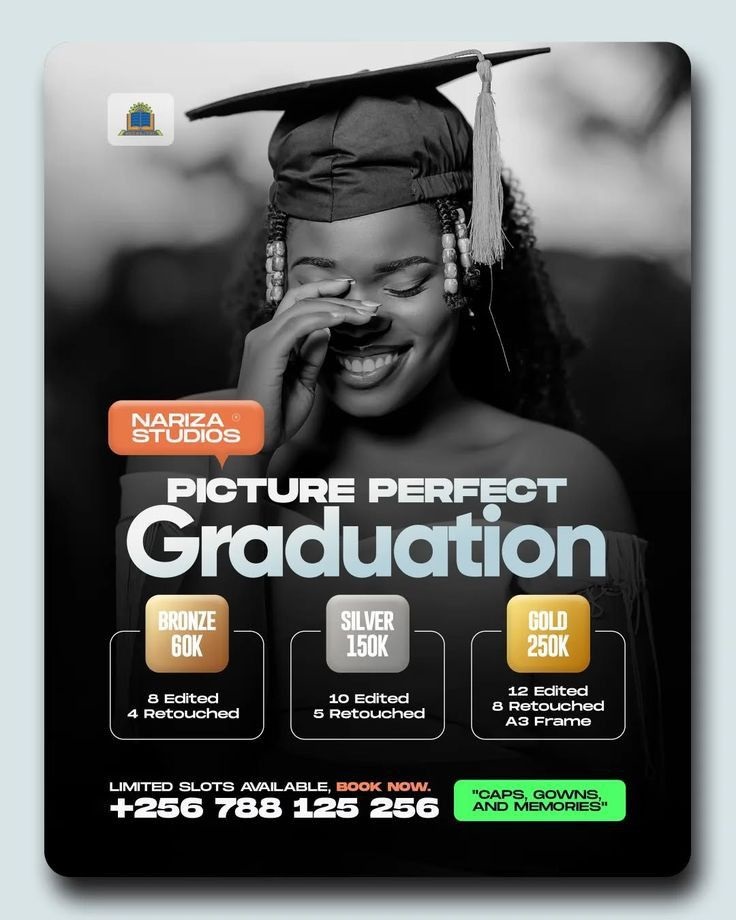 NARIZA
STUDIOS
PICTURE PERFECT
Graduation
BRONZE
60K
8 Edited
4 Retouched
SILVER
150K
10 Edited
5 Retouched
GOLD
250K
12 Edited
8 Retouched
A3 Frame
LIMITED SLOTS AVAILABLE, BOOK NOW.
+256 788 125 256
"CAPS, GOWNS,
AND MEMORIES"